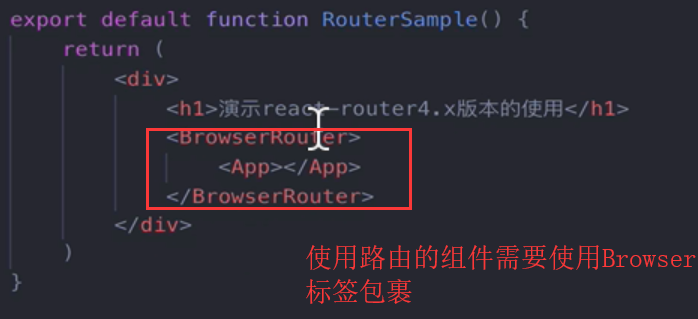 export default function RouterSample() {
return (
<div>
<h1>演示react-router4.x版本的使用</h1>
<BrowserRouter>
<App></App>
</BrowserRouter>
</div>
)
}
使用路由的组件需要使用Browser
标签包裹